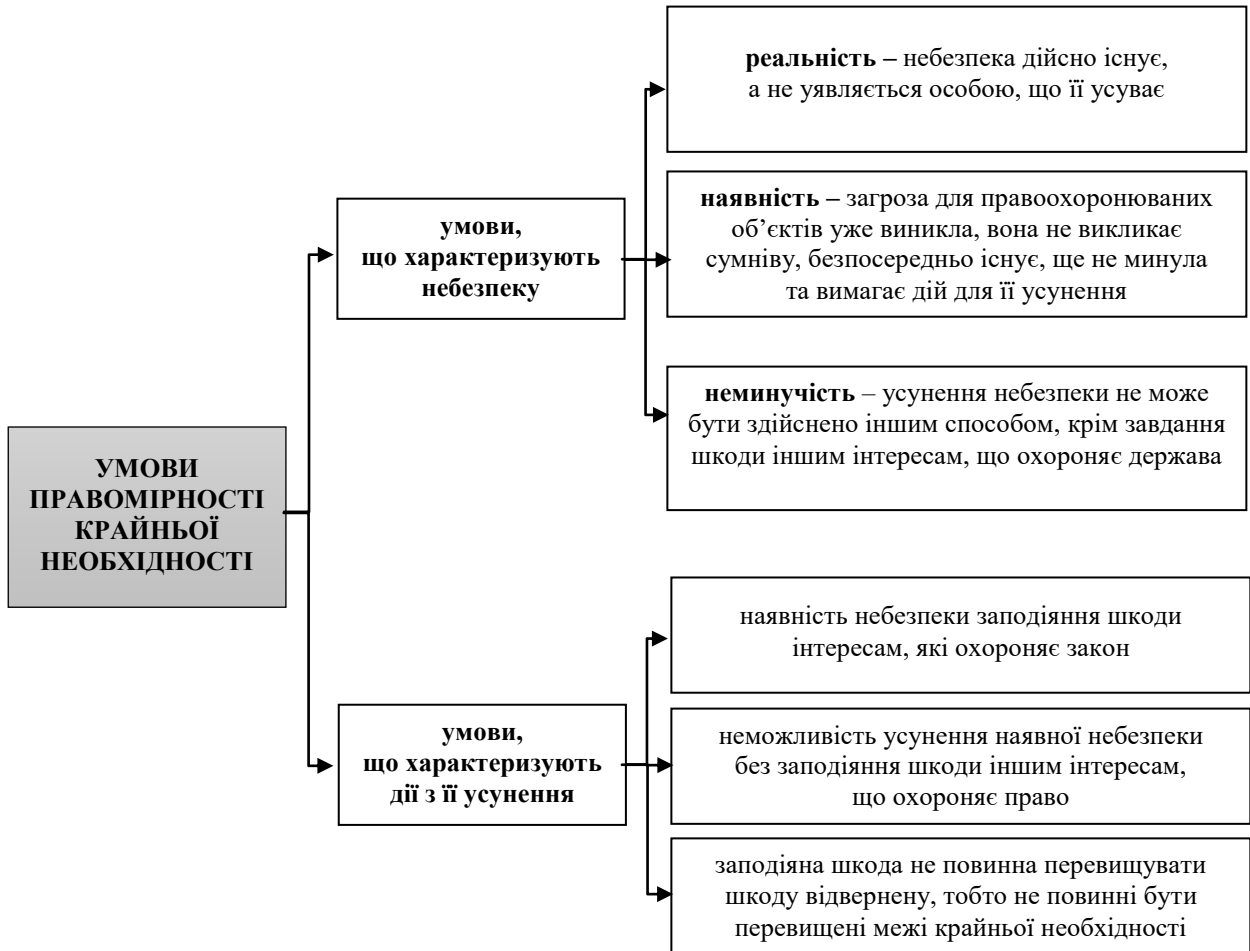 УМОВИ
ПРАВОМІРНОСТІ
КРАЙНЬОЇ
НЕОБХІДНОСТІ
умови,
що характеризують
небезпеку
реальність – небезпека дійсно існує,
а не уявляється особою, що її усуває
наявність – загроза для правоохоронюваних
об’єктів уже виникла, вона не викликає
сумніву, безпосередньо існує, ще не минула
та вимагає дій для її усунення
неминучість – усунення небезпеки не може
бути здійснено іншим способом, крім завдання
шкоди іншим інтересам, що охороняє держава
умови,
що характеризують
дії з її усунення
наявність небезпеки заподіяння шкоди
інтересам, які охороняє закон
неможливість усунення наявної небезпеки
без заподіяння шкоди іншим інтересам,
що охороняє право
заподіяна шкода не повинна перевищувати
шкоду відвернену, тобто не повинні бути
перевищені межі крайньої необхідності